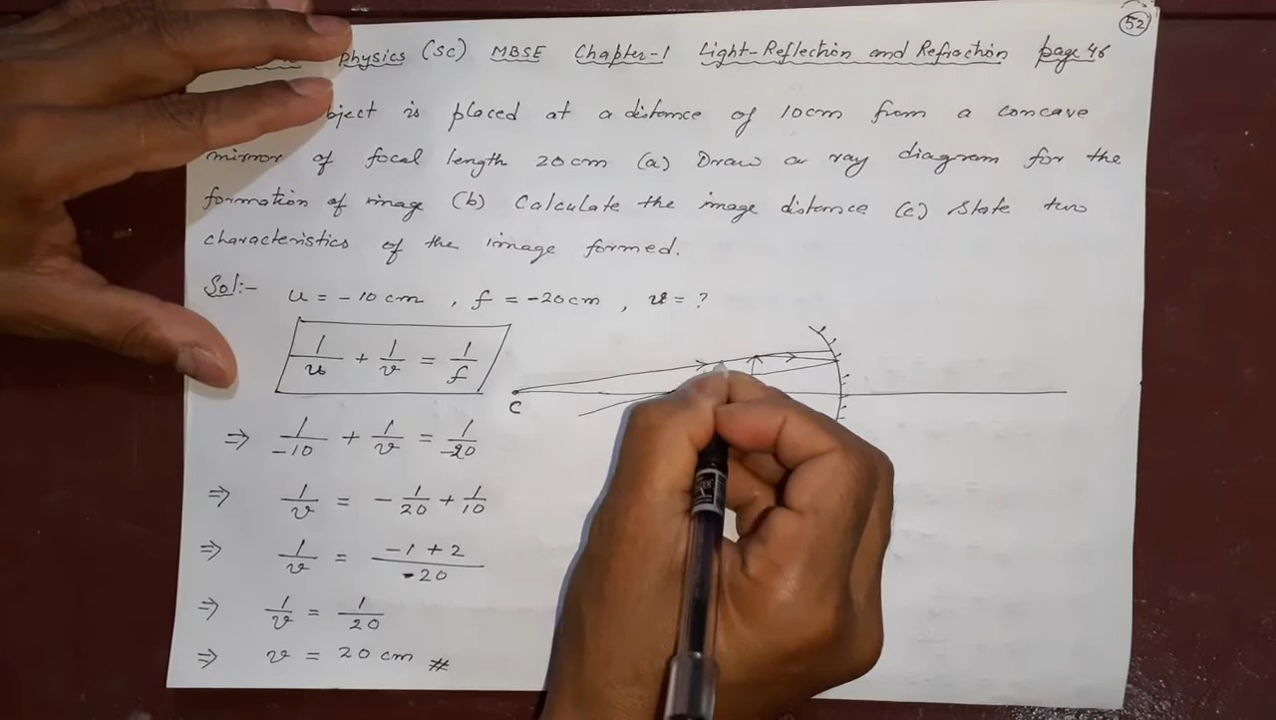 52
physics (SC) MBSE Chapter-1 Light-Reflection and Refraction page 46
bject is placed at a distance of 10cm from a concave
mirror of focal length 20cm (a) Draw a ray diagram for the
formation of image (b) Calculate the image distance (c) State two
characteristics of the image formed.
Sol:- u = -10cm , f = -20cm , v = ?
1/u + 1/v = 1/f
C
⇒ 1/-10 + 1/v = 1/-20
⇒ 1/v = -1/20 + 1/10
⇒ 1/v = -1+2/20
⇒ 1/v = 1/20
⇒ v = 20 cm #